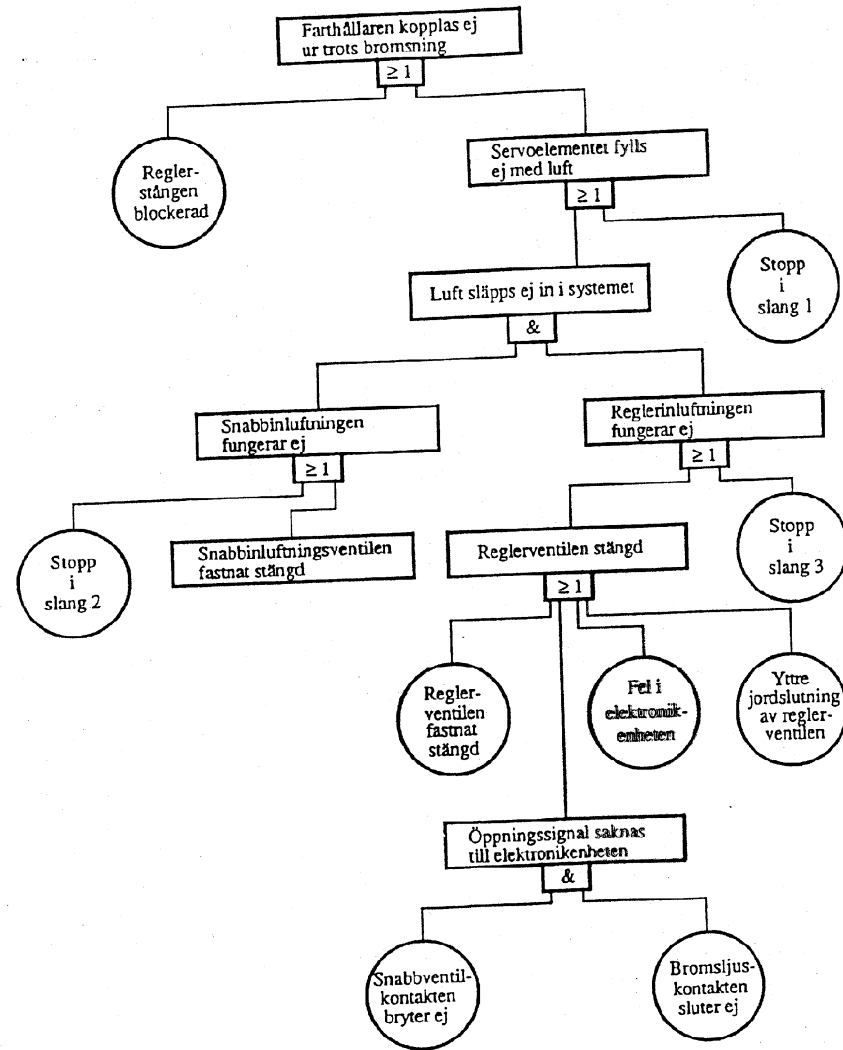 Farthållaren kopplas ej
ur trots bromsning
≥ 1
Regler-
stången
blockerad
Servoelementet fylls
ej med luft
≥ 1
Stopp
i
slang 1
Luft släpps ej in i systemet
&
Snabbinluftningen
fungerar ej
≥ 1
Reglerinluftningen
fungerar ej
≥ 1
Stopp
i
slang 2
Snabbinluftningsventilen
fastnat stängd
Reglerventilen stängd
≥ 1
Stopp
i
slang 3
Regler-
ventilen
fastnat
stängd
Fel i
elektronik-
enheten
Yttre
jordslutning
av regler-
ventilen
Öppningssignal saknas
till elektronikenheten
&
Snabbventil-
kontakten
bryter ej
Bromsljus-
kontakten
sluter ej